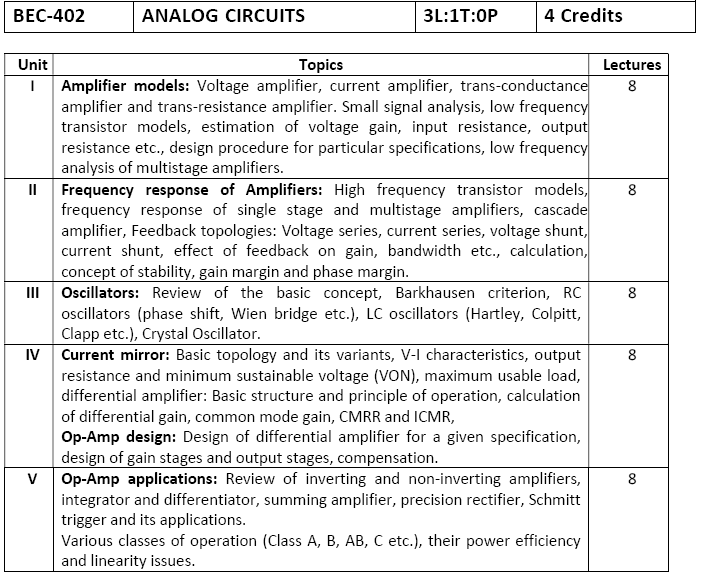 BEC-402 ANALOG CIRCUITS 3L:1T:0P 4 Credits
Unit Topics Lectures
I Amplifier models: Voltage amplifier, current amplifier, trans-conductance 8
amplifier and trans-resistance amplifier. Small signal analysis, low frequency
transistor models, estimation of voltage gain, input resistance, output
resistance etc., design procedure for particular specifications, low frequency
analysis of multistage amplifiers.
II Frequency response of Amplifiers: High frequency transistor models, 8
frequency response of single stage and multistage amplifiers, cascade
amplifier, Feedback topologies: Voltage series, current series, voltage shunt,
current shunt, effect of feedback on gain, bandwidth etc., calculation,
concept of stability, gain margin and phase margin.
III Oscillators: Review of the basic concept, Barkhausen criterion, RC 8
oscillators (phase shift, Wien bridge etc.), LC oscillators (Hartley, Colpitt,
Clapp etc.), Crystal Oscillator.
IV Current mirror: Basic topology and its variants, V-I characteristics, output 8
resistance and minimum sustainable voltage (VON), maximum usable load,
differential amplifier: Basic structure and principle of operation, calculation
of differential gain, common mode gain, CMRR and ICMR,
Op-Amp design: Design of differential amplifier for a given specification,
design of gain stages and output stages, compensation.
V Op-Amp applications: Review of inverting and non-inverting amplifiers, 8
integrator and differentiator, summing amplifier, precision rectifier, Schmitt
trigger and its applications.
Various classes of operation (Class A, B, AB, C etc.), their power efficiency
and linearity issues.